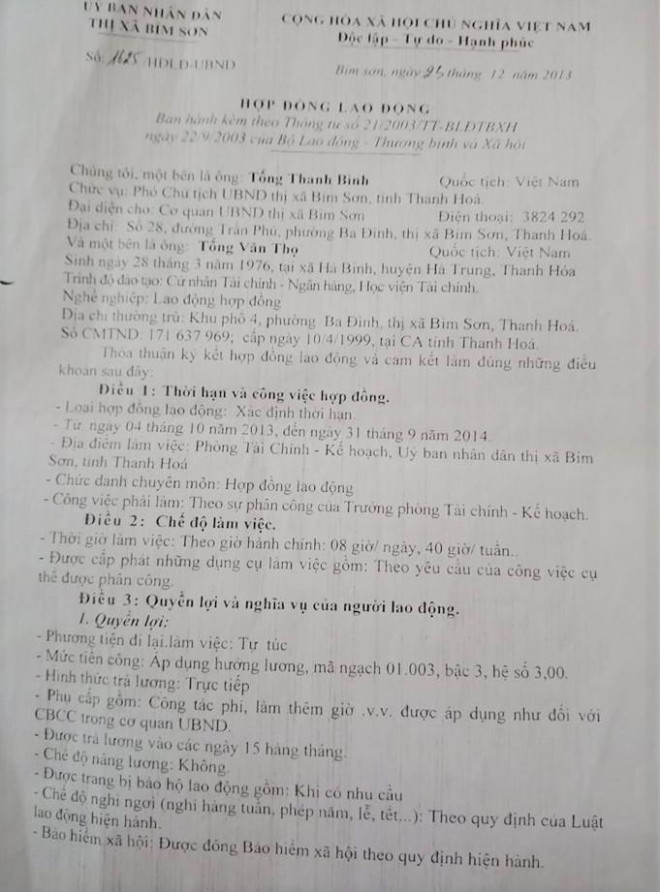 UỶ BAN NHÂN DÂN
THỊ XÃ BỈM SƠN
CỘNG HÒA XÃ HỘI CHỦ NGHĨA VIỆT NAM
Độc lập - Tự do - Hạnh phúc
Số: 1625 /HĐLĐ-UBND
Bỉm sơn, ngày tháng 12 năm 2013
HỢP ĐỒNG LAO ĐỘNG
Ban hành kèm theo Thông tư số 21/2003/TT-BLĐTBXH
ngày 22/9/2003 của Bộ Lao động - Thương binh và Xã hội
Chúng tôi, một bên là ông: Tống Thanh Bình Quốc tịch: Việt Nam
Chức vụ: Phó Chủ tịch UBND thị xã Bỉm Sơn, tỉnh Thanh Hoá.
Đại diện cho: Cơ quan UBND thị xã Bỉm Sơn Điện thoại: 3824 292
Địa chỉ: Số 28, đường Trần Phú, phường Ba Đình, thị xã Bỉm Sơn, Thanh Hoá.
Và một bên là ông: Tống Văn Thọ Quốc tịch: Việt Nam
Sinh ngày 28 tháng 3 năm 1976, tại xã Hà Bình, huyện Hà Trung, Thanh Hóa
Trình độ đào tạo: Cử nhân Tài chính - Ngân hàng, Học viện Tài chính.
Nghề nghiệp: Lao động hợp đồng
Địa chỉ thường trú: Khu phố 4, phường Ba Đình, thị xã Bỉm Sơn, Thanh Hoá.
Số CMTND: 171 637 969; cấp ngày 10/4/1999, tại CA tỉnh Thanh Hoá.
Thỏa thuận ký kết hợp đồng lao động và cam kết làm đúng những điều
khoản sau đây:
Điều 1: Thời hạn và công việc hợp đồng.
- Loại hợp đồng lao động: Xác định thời hạn.
- Từ ngày 04 tháng 10 năm 2013, đến ngày 31 tháng 9 năm 2014.
- Địa điểm làm việc: Phòng Tài Chính - Kế hoạch, Uỷ ban nhân dân thị xã Bỉm
Sơn, tỉnh Thanh Hoá
- Chức danh chuyên môn: Hợp đồng lao động
- Công việc phải làm: Theo sự phân công của Trưởng phòng Tài chính - Kế hoạch.
Điều 2: Chế độ làm việc.
- Thời giờ làm việc: Theo giờ hành chính: 08 giờ/ ngày, 40 giờ/ tuần..
- Được cấp phát những dụng cụ làm việc gồm: Theo yêu cầu của công việc cụ
thể được phân công.
Điều 3: Quyền lợi và nghĩa vụ của người lao động.
1. Quyền lợi:
- Phương tiện đi lại.làm việc: Tự túc
- Mức tiền công: Áp dụng hưởng lương, mã ngạch 01.003, bậc 3, hệ số 3,00.
- Hình thức trả lương: Trực tiếp
- Phụ cấp gồm: Công tác phí, làm thêm giờ .v.v. được áp dụng như đối với
CBCC trong cơ quan UBND.
- Được trả lương vào các ngày 15 hàng tháng.
- Chế độ nâng lương: Không.
- Được trang bị bảo hộ lao động gồm: Khi có nhu cầu
- Chế độ nghỉ ngơi (nghỉ hàng tuần, phép năm, lễ, tết...): Theo quy định của Luật
lao động hiện hành.
- Bảo hiểm xã hội: Được đóng Bảo hiểm xã hội theo quy định hiện hành.